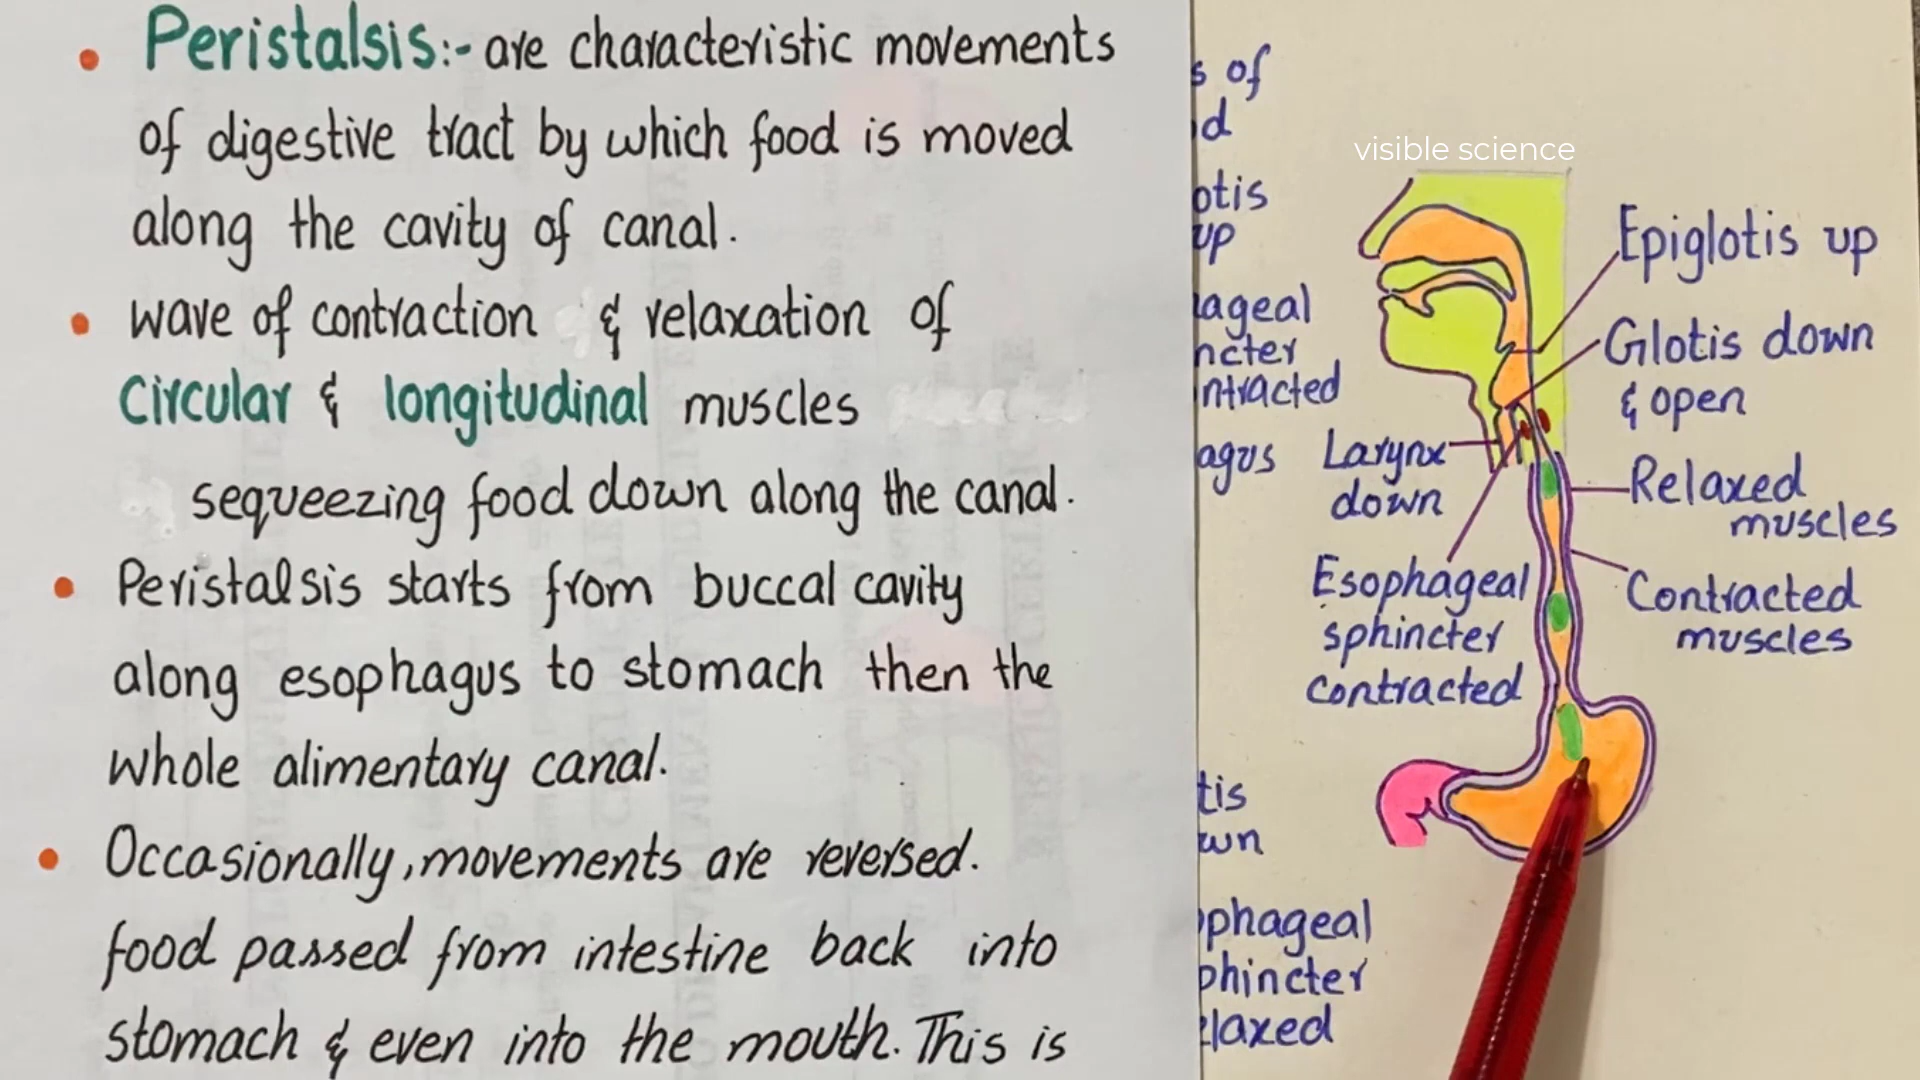 Peristalsis:- are characteristic movements
of digestive tract by which food is moved
along the cavity of canal.
wave of contraction & relaxation of
Circular & longitudinal muscles
sequeezing food down along the canal.
Peristalsis starts from buccal cavity
along esophagus to stomach then the
whole alimentary canal.
Occasionally, movements are reversed.
food passed from intestine back into
stomach & even into the mouth. This is
s of
d
otis
up
ageal
ncter
ntracted
agus
tis
wn
phageal
phincter
laxed
visible science
Epiglotis up
Glotis down
& open
Larynx
down
Relaxed
muscles
Esophageal
sphincter
contracted
Contracted
muscles